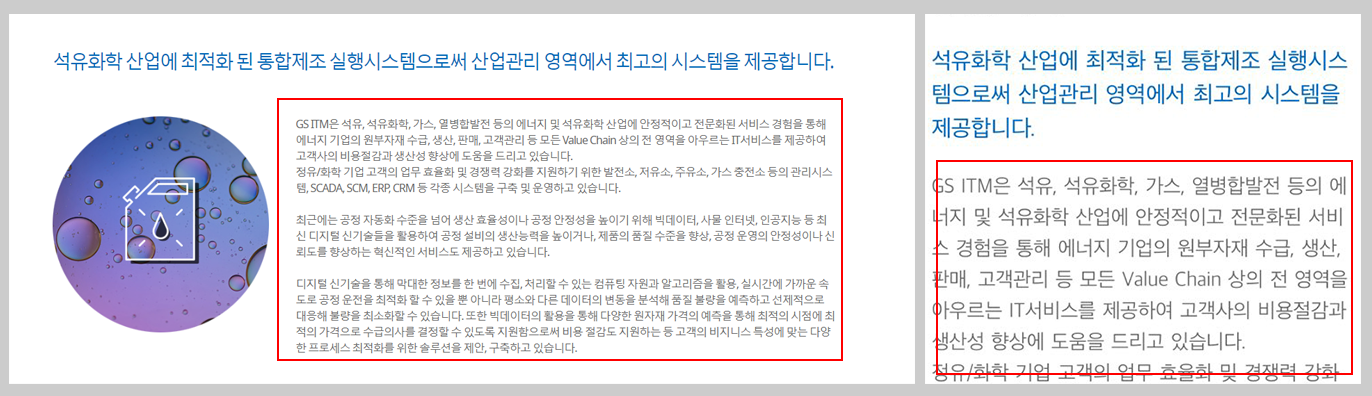 석유화학 산업에 최적화 된 통합제조 실행시스템으로써 산업관리 영역에서 최고의 시스템을 제공합니다.
GS ITM은 석유, 석유화학, 가스, 열병합발전 등의 에너지 및 석유화학 산업에 안정적이고 전문화된 서비스 경험을 통해
에너지 기업의 원부자재 수급, 생산, 판매, 고객관리 등 모든 Value Chain 상의 전 영역을 아우르는 IT서비스를 제공하여
고객사의 비용절감과 생산성 향상에 도움을 드리고 있습니다.
정유/화학 기업 고객의 업무 효율화 및 경쟁력 강화를 지원하기 위한 발전소, 저유소, 주유소, 가스 충전소 등의 관리시스
템, SCADA, SCM, ERP, CRM 등 각종 시스템을 구축 및 운영하고 있습니다.
최근에는 공정 자동화 수준을 넘어 생산 효율성이나 공정 안정성을 높이기 위해 빅데이터, 사물 인터넷, 인공지능 등 최
신 디지털 신기술들을 활용하여 공정 설비의 생산능력을 높이거나, 제품의 품질 수준을 향상, 공정 운영의 안정성이나 신
뢰도를 향상하는 혁신적인 서비스도 제공하고 있습니다.
디지털 신기술을 통해 막대한 정보를 한 번에 수집, 처리할 수 있는 컴퓨팅 자원과 알고리즘을 활용, 실시간에 가까운 속
도로 공정 운전을 최적화 할 수 있을 뿐 아니라 평소와 다른 데이터의 변동을 분석해 품질 불량을 예측하고 선제적으로
대응해 불량을 최소화할 수 있습니다. 또한 빅데이터의 활용을 통해 다양한 원자재 가격의 예측을 통해 최적의 시점에 최
적의 가격으로 수급의사를 결정할 수 있도록 지원함으로써 비용 절감도 지원하는 등 고객의 비지니스 특성에 맞는 다양
한 프로세스 최적화를 위한 솔루션을 제안, 구축하고 있습니다.
석유화학 산업에 최적화 된 통합제조 실행시스
템으로써 산업관리 영역에서 최고의 시스템을
제공합니다.
GS ITM은 석유, 석유화학, 가스, 열병합발전 등의 에
너지 및 석유화학 산업에 안정적이고 전문화된 서비
스 경험을 통해 에너지 기업의 원부자재 수급, 생산,
판매, 고객관리 등 모든 Value Chain 상의 전 영역을
아우르는 IT서비스를 제공하여 고객사의 비용절감과
생산성 향상에 도움을 드리고 있습니다.
정유/화학 기업 고객의 업무 효율화 및 경쟁력 강화